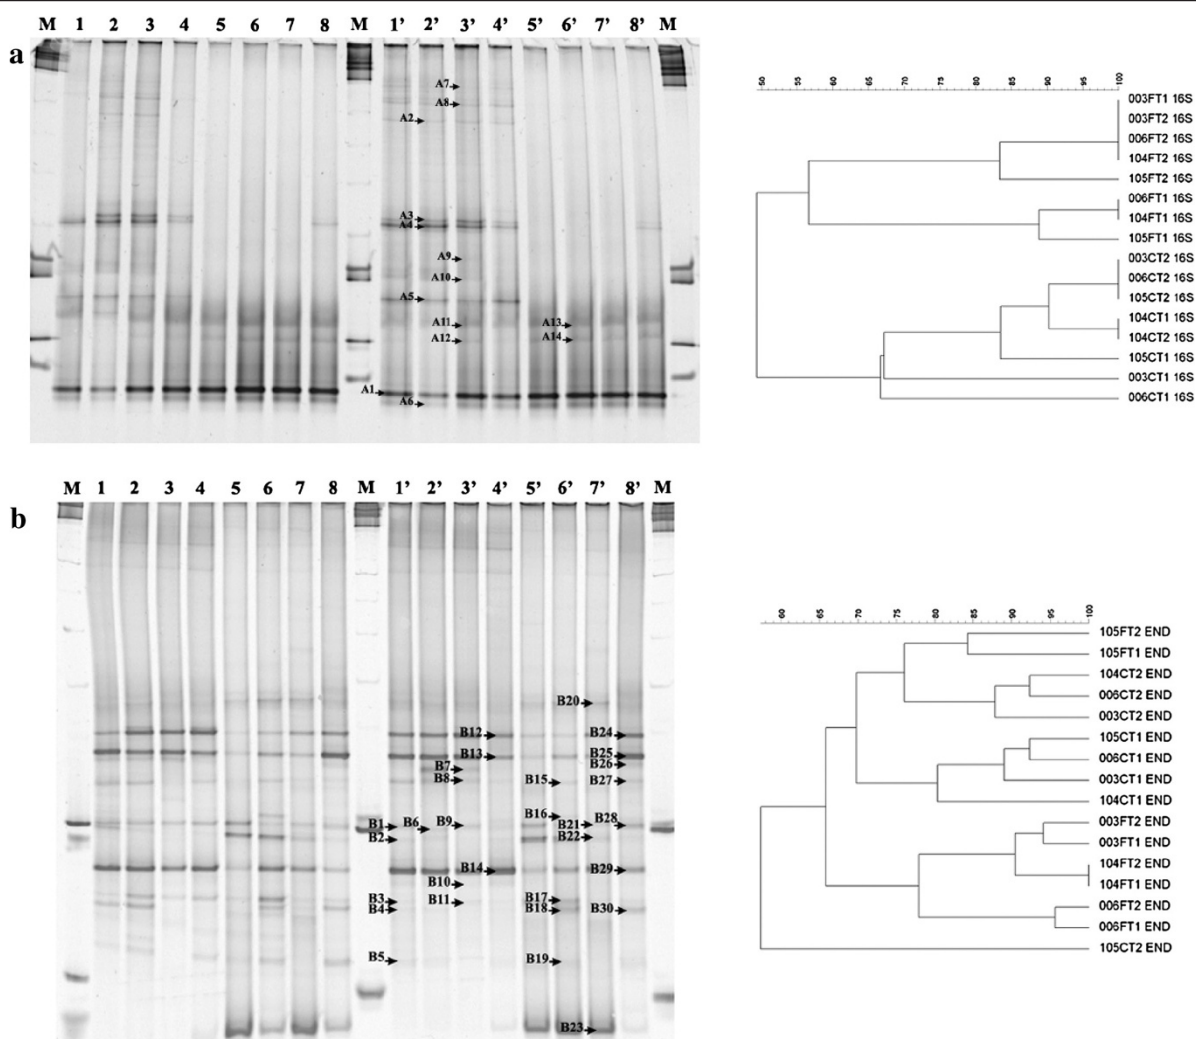 M 1 2 3 4 5 6 7 8 M 1’ 2’ 3’ 4’ 5’ 6’ 7’ 8’ M
a
A7
A8
A2
A3
A4
A9
A10
A5
A11 A13
A12 A14
A1
A6
50 55 60 65 70 75 80 85 90 95 100
003FT1 16S
003FT2 16S
006FT2 16S
104FT2 16S
105FT2 16S
006FT1 16S
104FT1 16S
105FT1 16S
003CT2 16S
006CT2 16S
105CT2 16S
104CT1 16S
104CT2 16S
105CT1 16S
003CT1 16S
006CT1 16S
M 1 2 3 4 5 6 7 8 M 1’ 2’ 3’ 4’ 5’ 6’ 7’ 8’ M
b
B20
B12 B24
B13 B25
B7 B26
B8 B15 B27
B16
B1 B6 B9 B21 B28
B2 B22
B14 B29
B10
B3 B11 B17
B4 B18 B30
B5 B19
B23
60 65 70 75 80 85 90 95 100
105FT2 END
105FT1 END
104CT2 END
006CT2 END
003CT2 END
105CT1 END
006CT1 END
003CT1 END
104CT1 END
003FT2 END
003FT1 END
104FT2 END
104FT1 END
006FT2 END
006FT1 END
105CT2 END